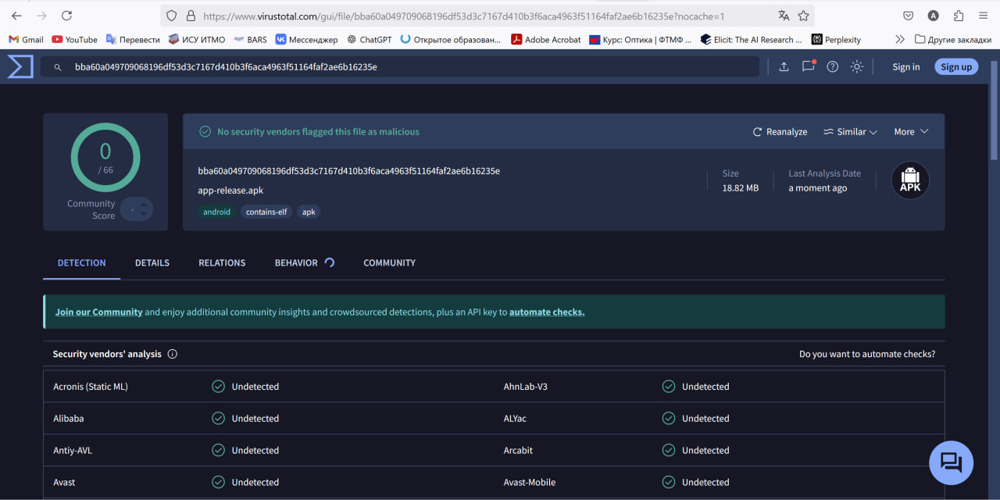 https://www.virustotal.com/gui/file/bba60a049709068196df53d3c7167d410b3f6aca4963f51164faf2ae6b16235e?nocache=1
Gmail YouTube Перевести ИСУ ИТМО BARS Мессенджер ChatGPT Открытое образован... Adobe Acrobat Курс: Оптика | ФТМФ ... Elicit: The AI Research ... Perplexity Другие закладки
bba60a049709068196df53d3c7167d410b3f6aca4963f51164faf2ae6b16235e
Sign in Sign up
0
/ 66
Community
Score
No security vendors flagged this file as malicious
Reanalyze Similar More
bba60a049709068196df53d3c7167d410b3f6aca4963f51164faf2ae6b16235e
app-release.apk
android contains-elf apk
Size
18.82 MB
Last Analysis Date
a moment ago
APK
DETECTION DETAILS RELATIONS BEHAVIOR COMMUNITY
Join our Community and enjoy additional community insights and crowdsourced detections, plus an API key to automate checks.
Security vendors' analysis Do you want to automate checks?
Acronis (Static ML) Undetected AhnLab-V3 Undetected
Alibaba Undetected ALYac Undetected
Antiy-AVL Undetected Arcabit Undetected
Avast Undetected Avast-Mobile Undetected